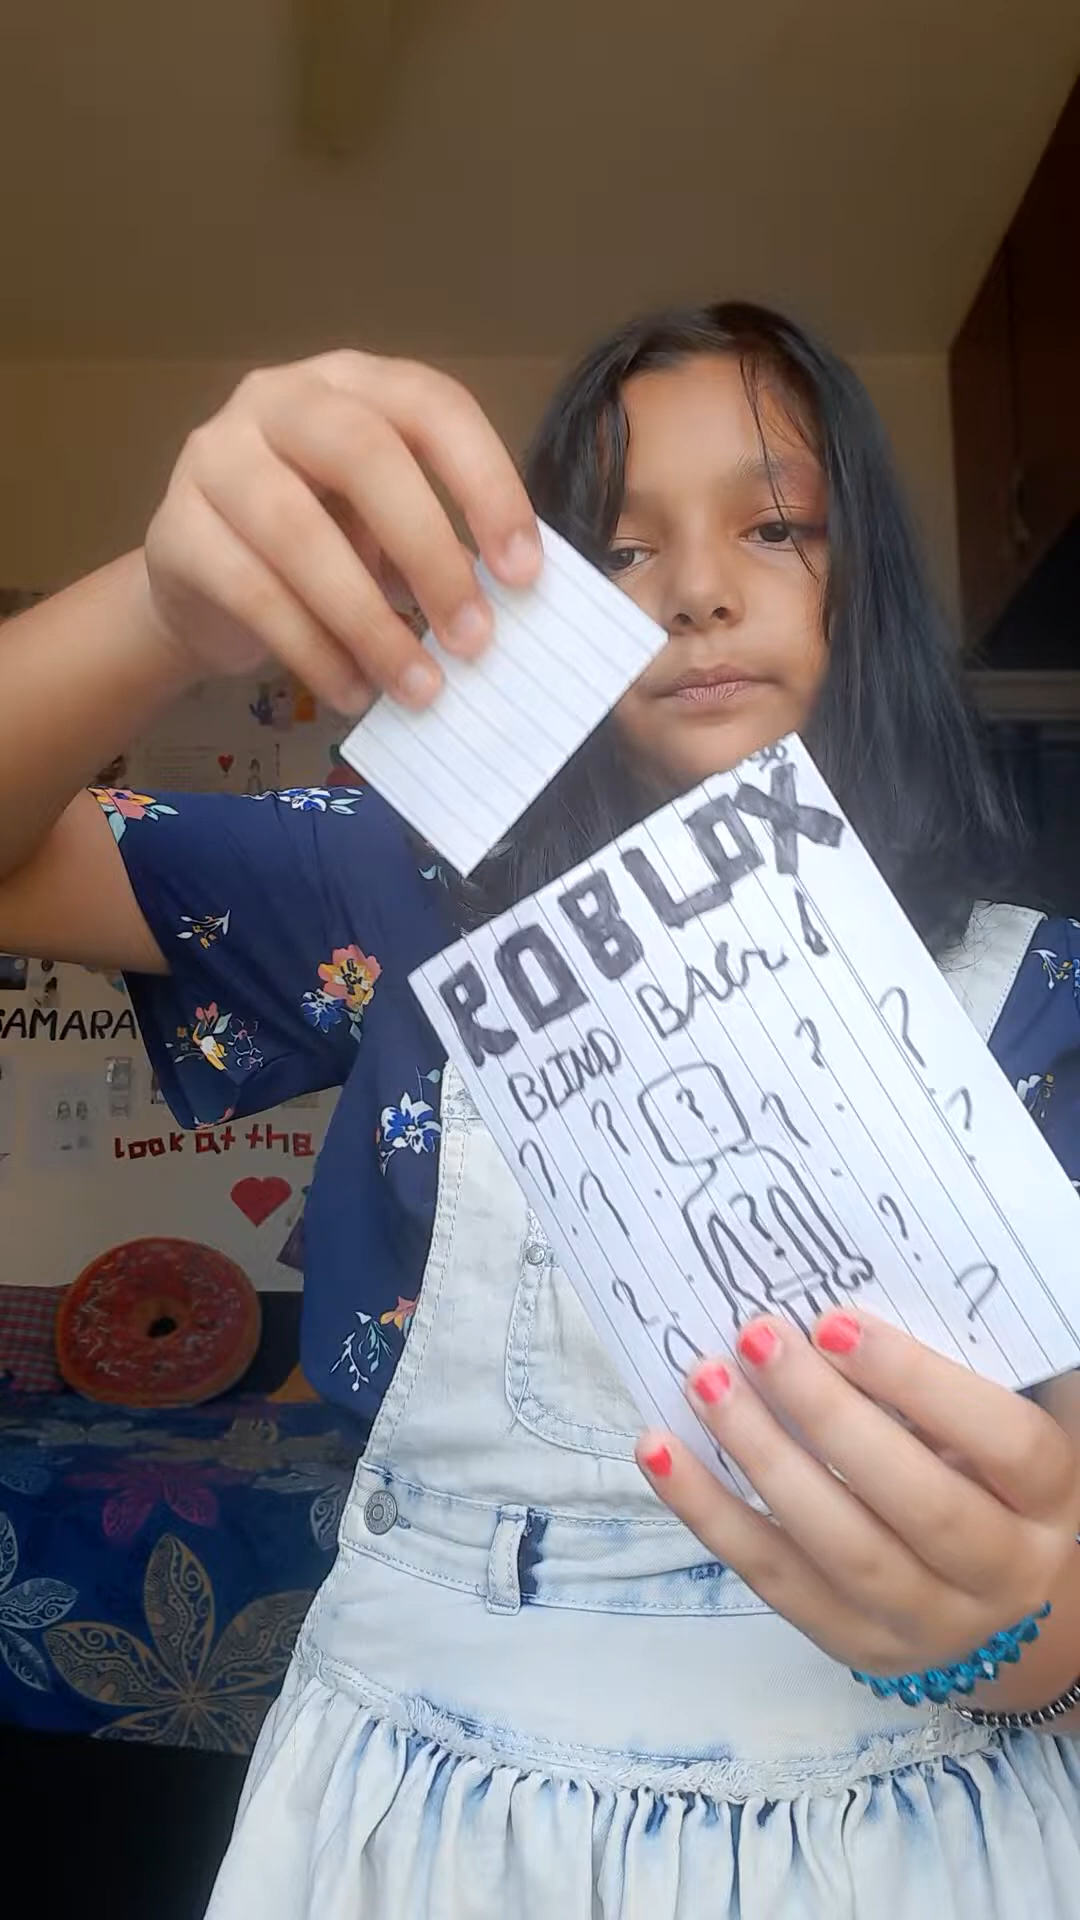 ROBLOX
BLIND BAG
? ? ? ? ? ? ? ? ? ? ? ?
SAMARA
look at the